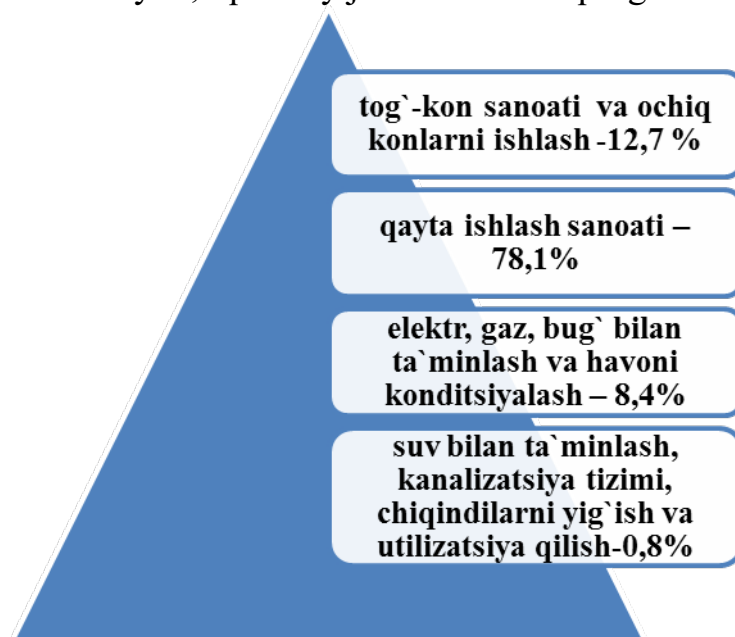 tog`-kon sanoati va ochiq
konlarni ishlash -12,7 %
qayta ishlash sanoati –
78,1%
elektr, gaz, bug` bilan
ta`minlash va havoni
konditsiyalash – 8,4%
suv bilan ta`minlash,
kanalizatsiya tizimi,
chiqindilarni yig`ish va
utilizatsiya qilish-0,8%